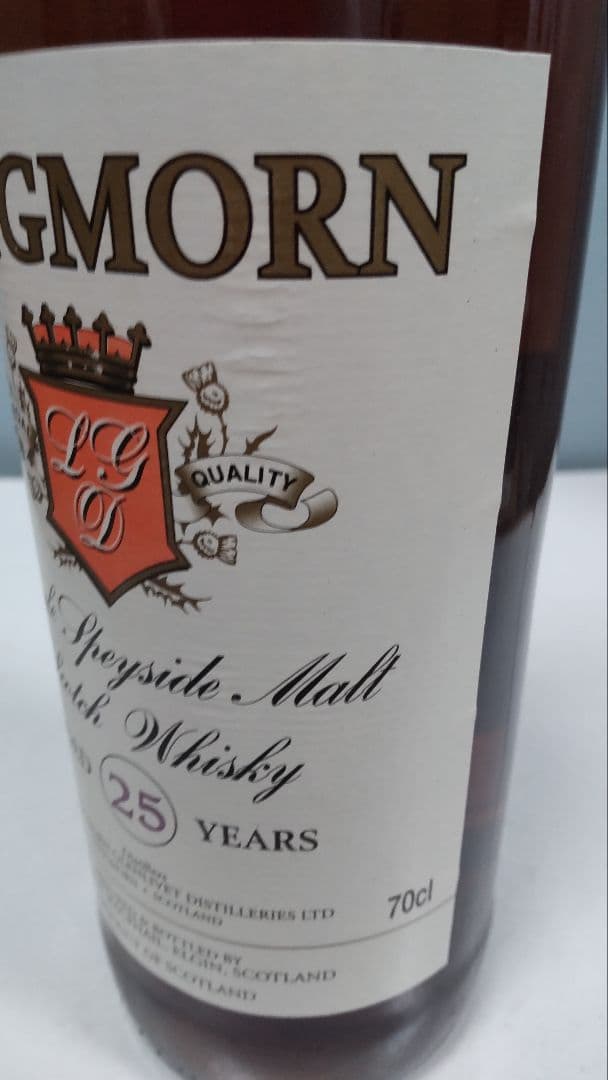 GMORN
L G
D
QUALITY
Speyside Malt
Whisky
25 YEARS
DISTILLERIES LTD
SCOTLAND
BOTTLED BY
ELGIN, SCOTLAND
OF SCOTLAND
70cl